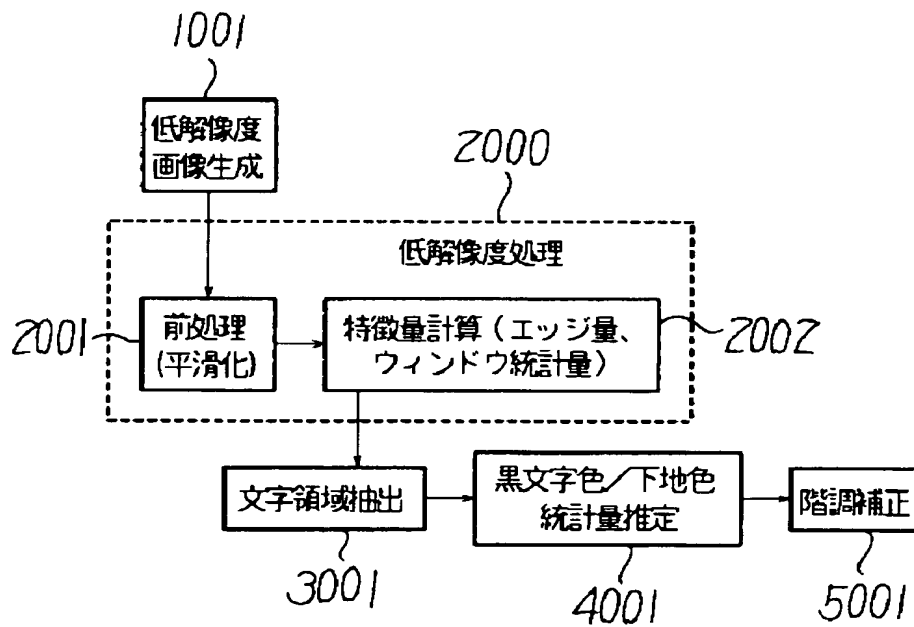 1001
低解像度
画像生成
2000
低解像度処理
2001
前処理
(平滑化)
特徴量計算(エッジ量、
ウィンドウ統計量)
2002
文字領域抽出
3001
黒文字色/下地色
統計量推定
4001
階調補正
5001